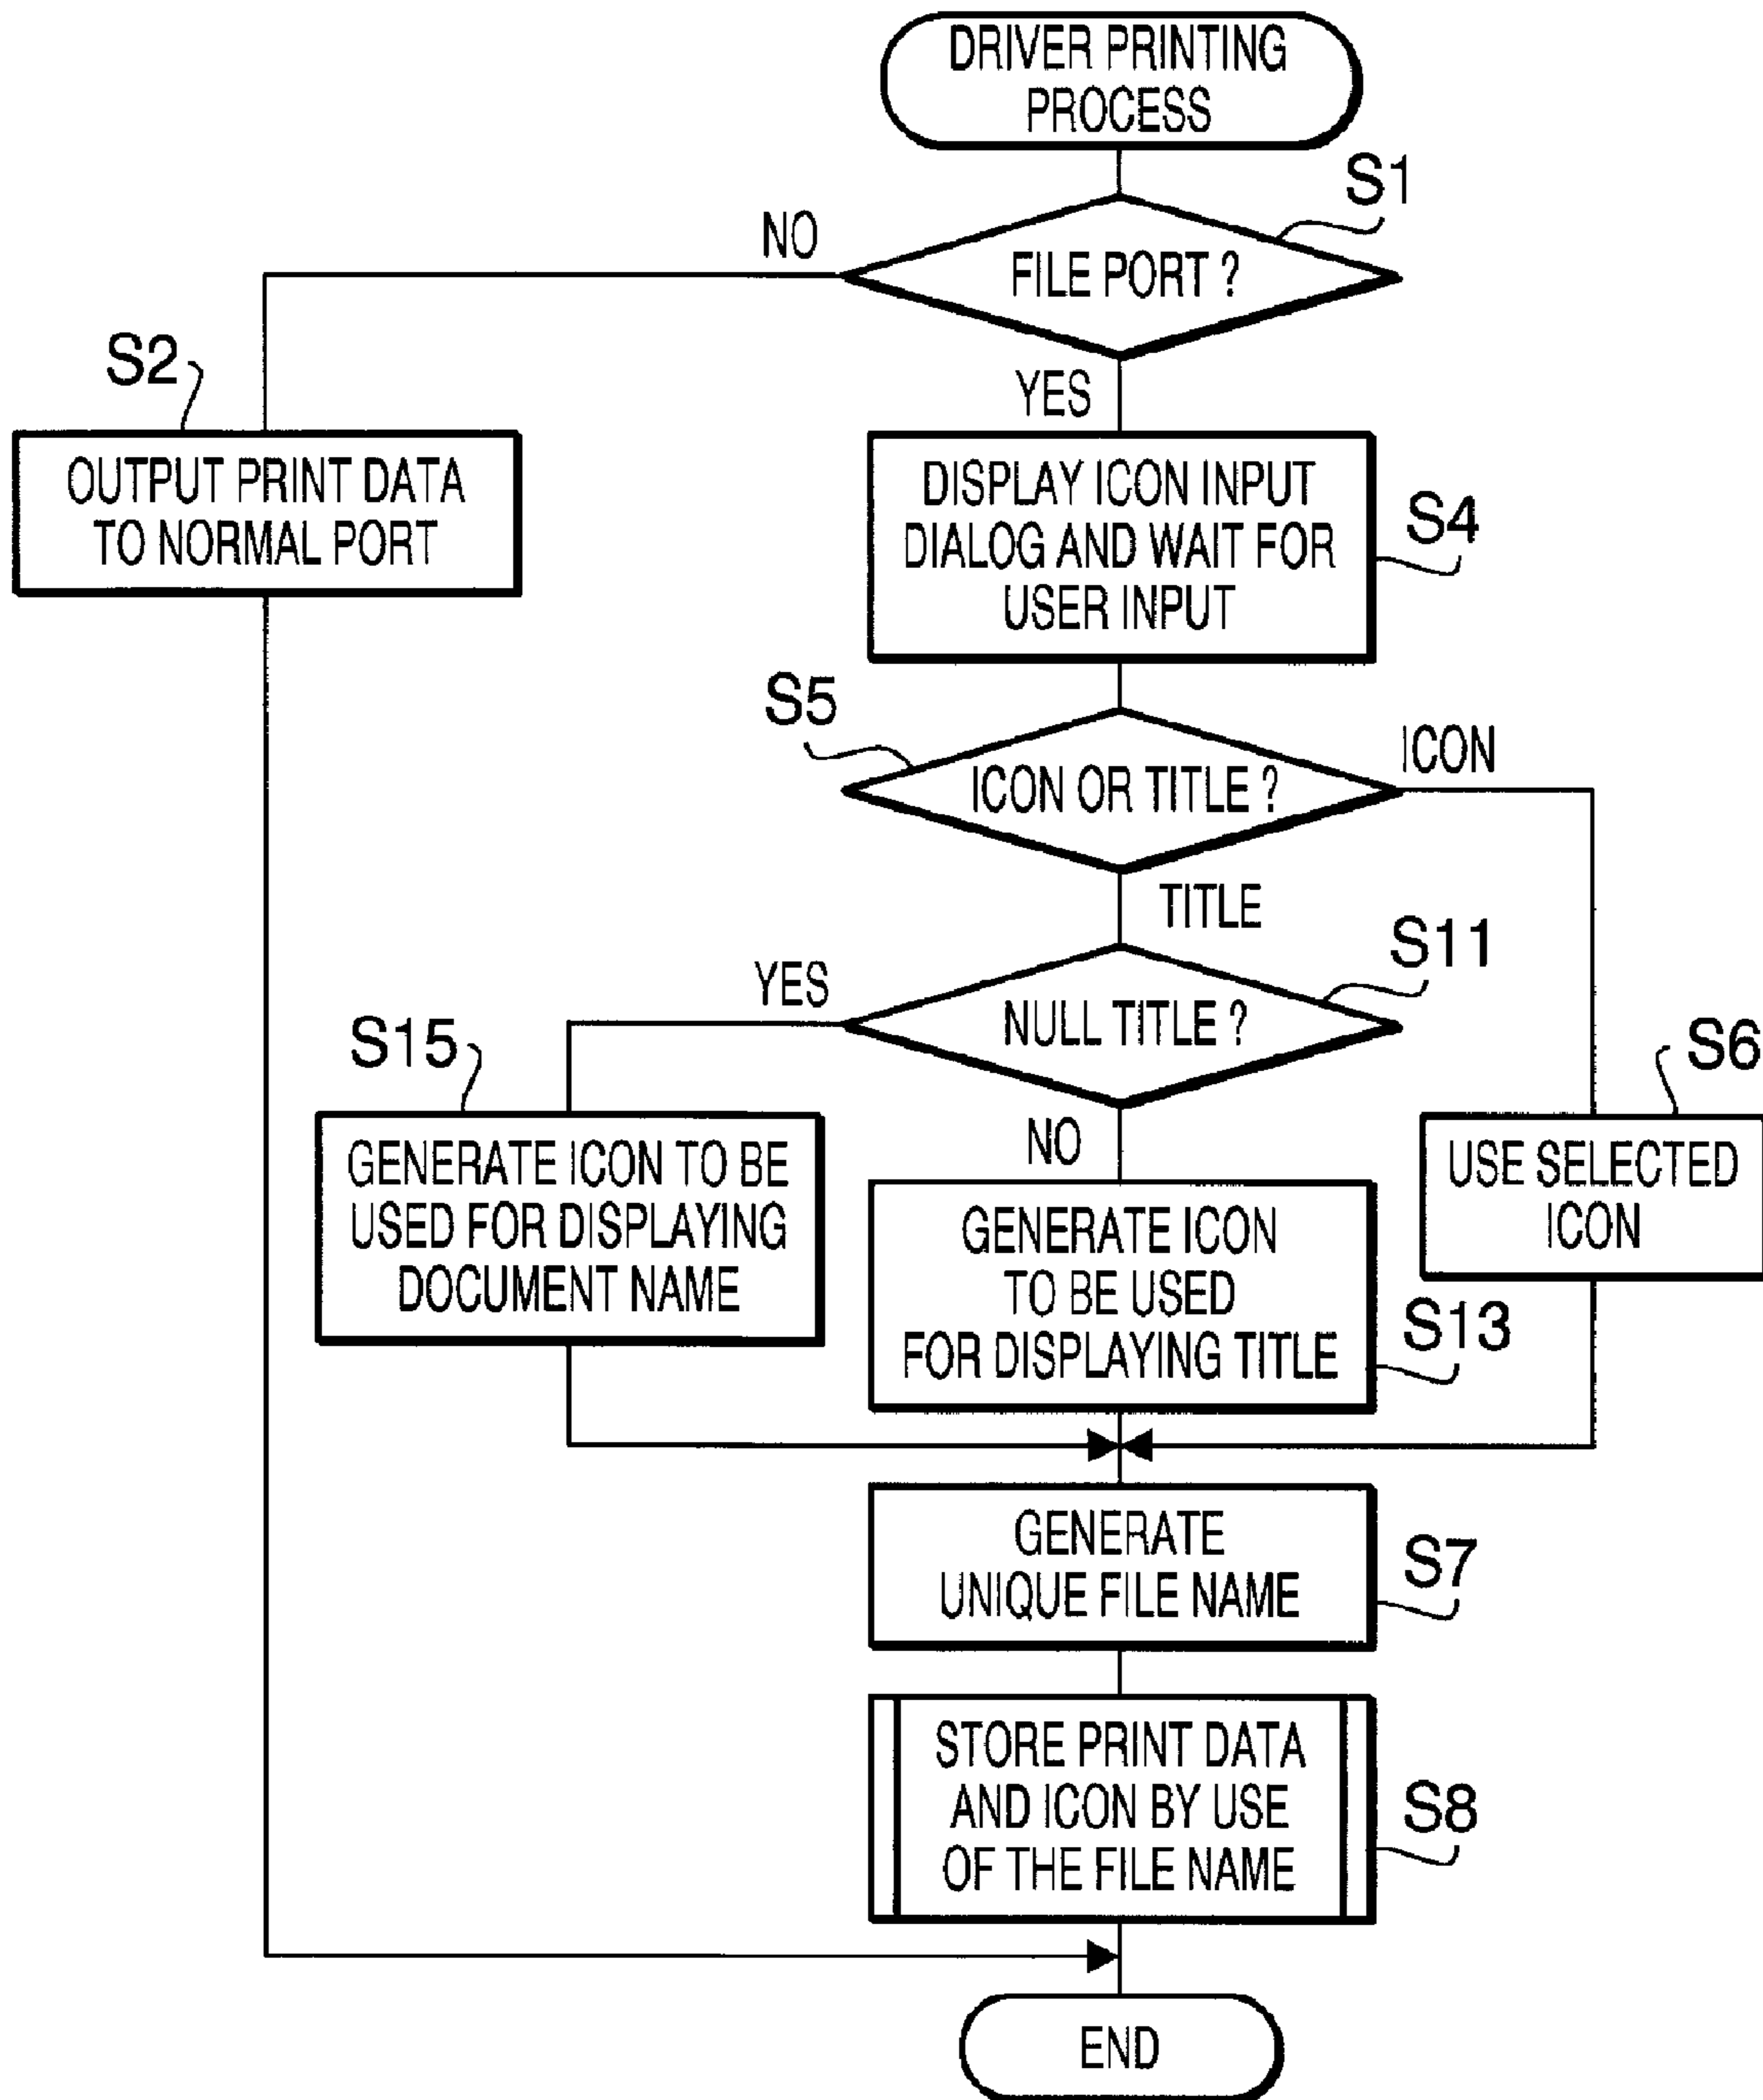 DRIVER PRINTING
PROCESS
S1
NO
FILE PORT ?
S2
YES
OUTPUT PRINT DATA
TO NORMAL PORT
DISPLAY ICON INPUT
DIALOG AND WAIT FOR
USER INPUT
S4
S5
ICON OR TITLE ?
ICON
TITLE
S11
YES
NULL TITLE ?
S15
S6
GENERATE ICON TO BE
USED FOR DISPLAYING
DOCUMENT NAME
NO
USE SELECTED
ICON
GENERATE ICON
TO BE USED
FOR DISPLAYING TITLE
S13
GENERATE
UNIQUE FILE NAME
S7
STORE PRINT DATA
AND ICON BY USE
OF THE FILE NAME
S8
END